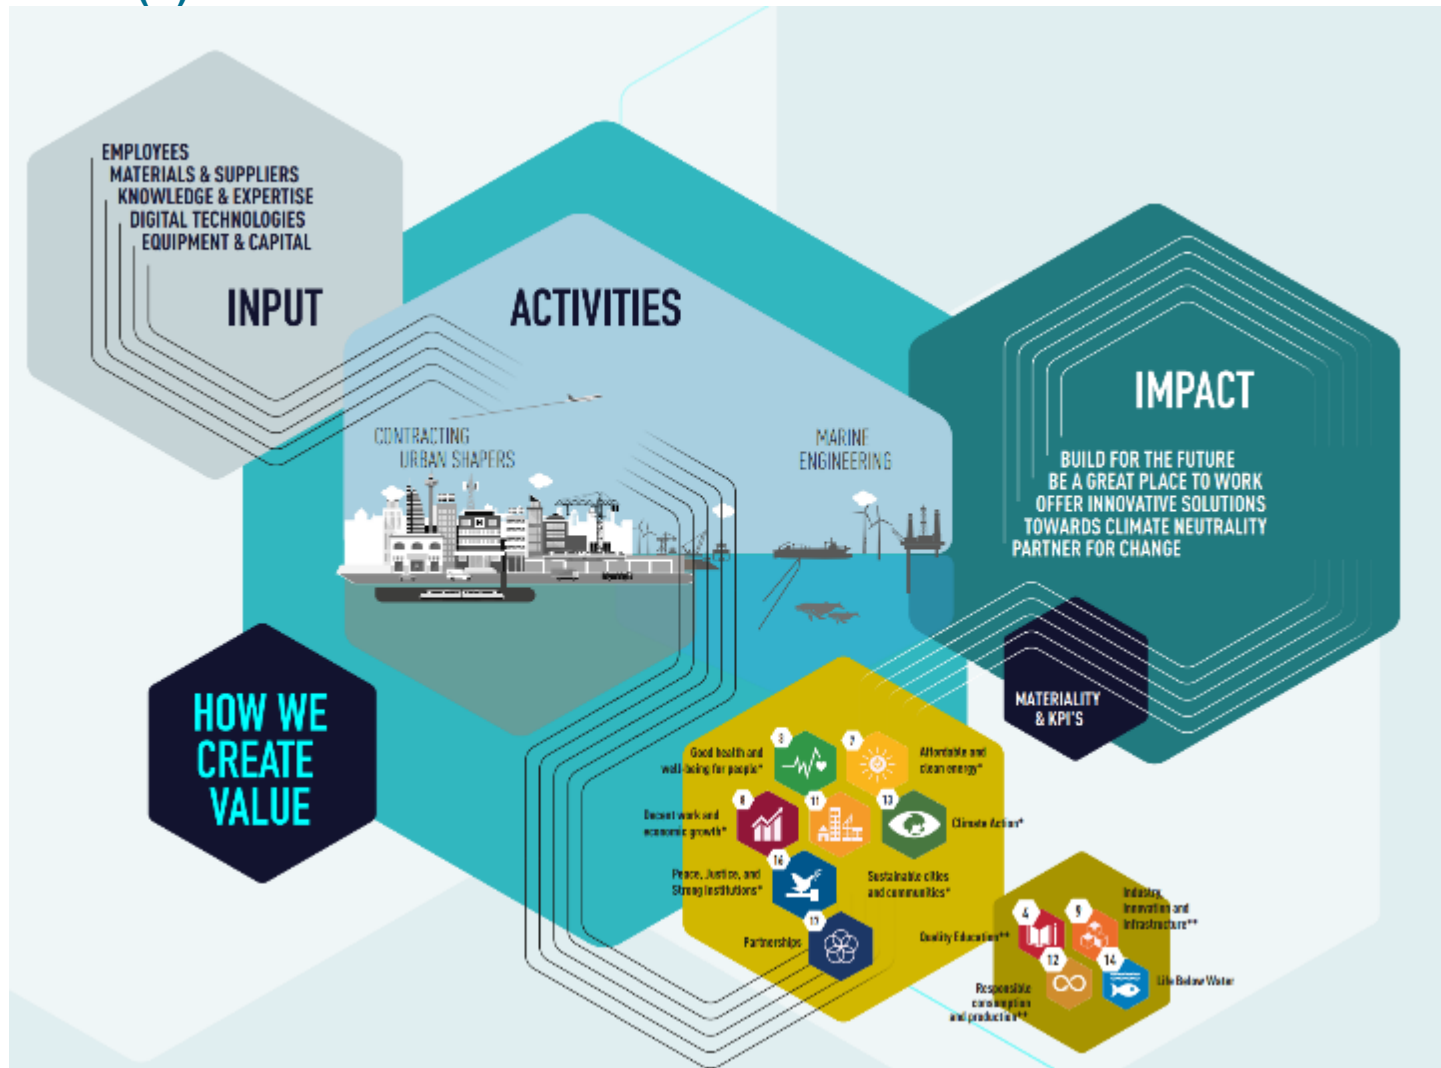 EMPLOYEES
MATERIALS & SUPPLIERS
KNOWLEDGE & EXPERTISE
DIGITAL TECHNOLOGIES
EQUIPMENT & CAPITAL
INPUT
ACTIVITIES
CONTRACTING
URBAN SHAPERS
MARINE
ENGINEERING
IMPACT
BUILD FOR THE FUTURE
BE A GREAT PLACE TO WORK
OFFER INNOVATIVE SOLUTIONS
TOWARDS CLIMATE NEUTRALITY
PARTNER FOR CHANGE
MATERIALITY
& KPI'S
HOW WE
CREATE
VALUE
3
Good health and
well-being for people*
7
Affordable and
clean energy*
8
Decent work and
economic growth*
11
Sustainable cities
and communities*
13
Climate Action*
16
Peace, Justice, and
Strong Institutions*
17
Partnerships
4
Quality Education**
9
Industry,
Innovation and
Infrastructure**
12
Responsible
consumption
and production**
14
Life Below Water